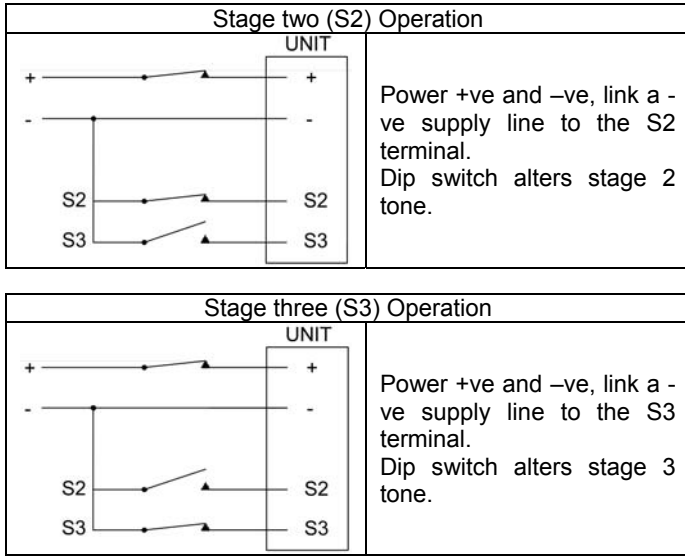 Stage two (S2) Operation
UNIT
+ +
- -
S2 S2
S3 S3
Power +ve and –ve, link a -
ve supply line to the S2
terminal.
Dip switch alters stage 2
tone.
Stage three (S3) Operation
UNIT
+ +
- -
S2 S2
S3 S3
Power +ve and –ve, link a -
ve supply line to the S3
terminal.
Dip switch alters stage 3
tone.